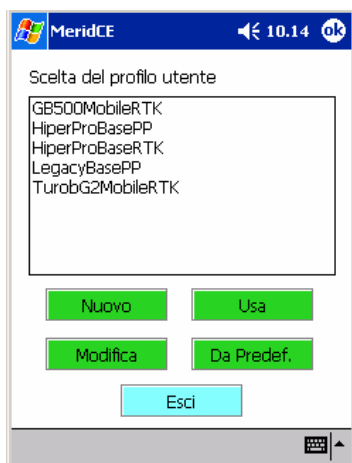 MeridCE 10.14 ok
Scelta del profilo utente
GB500MobileRTK
HiperProBasePP
HiperProBaseRTK
LegacyBasePP
TurobG2MobileRTK
Nuovo Usa
Modifica Da Predef.
Esci